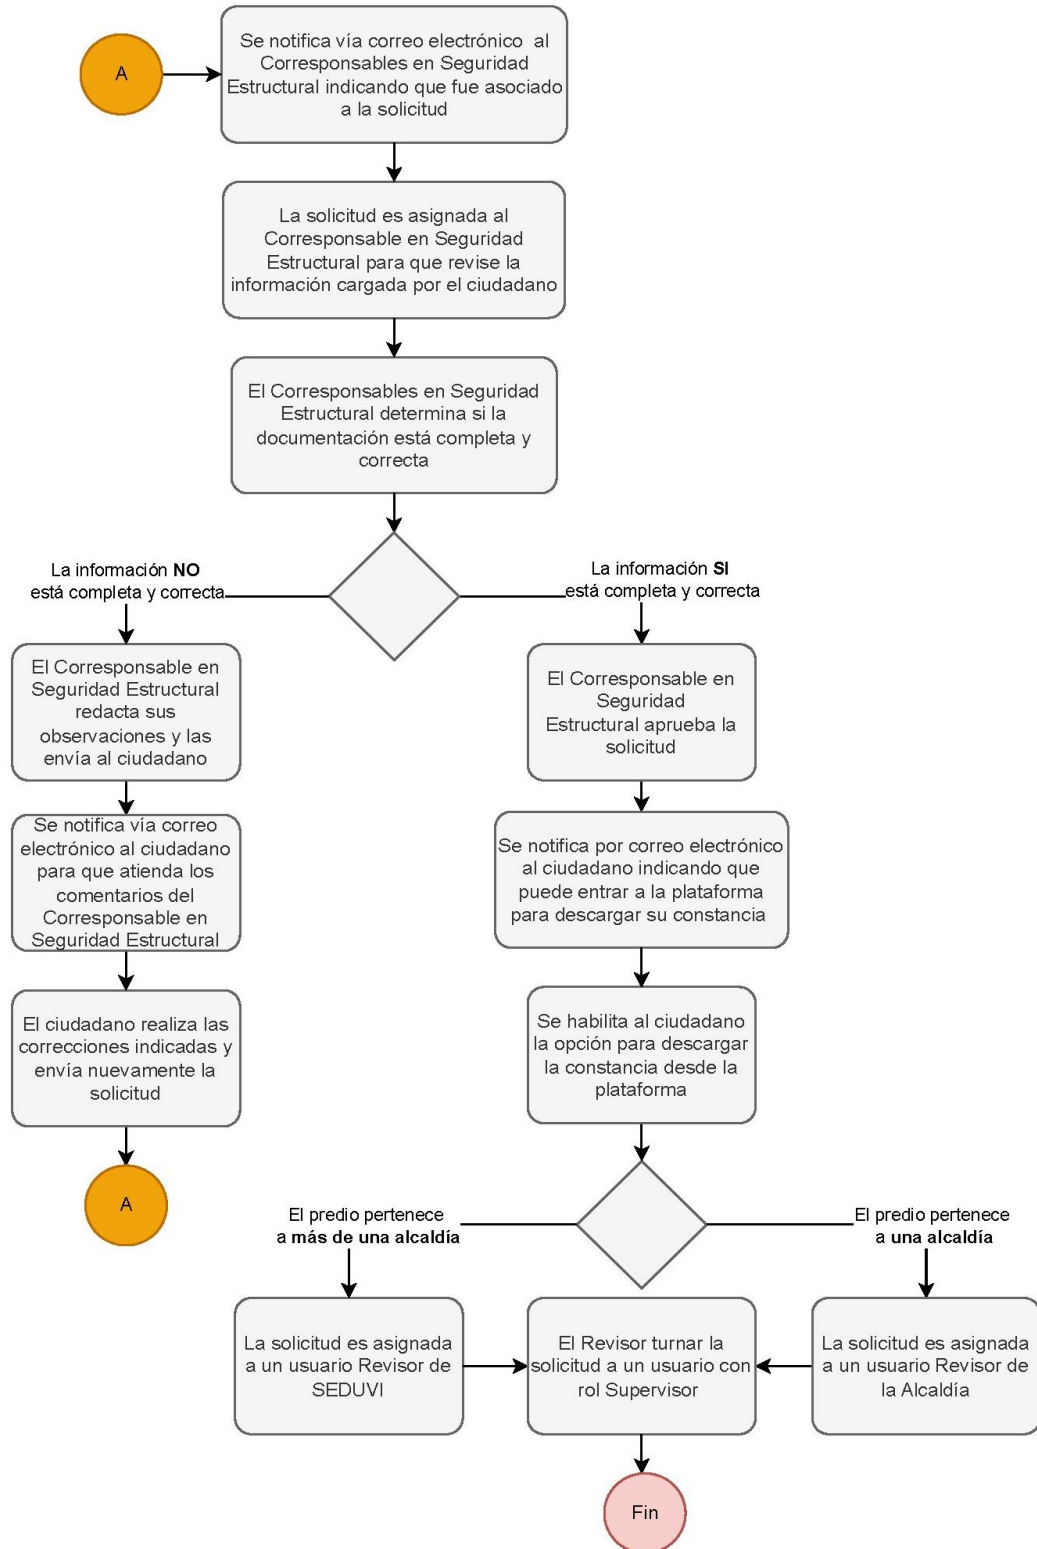 A
Se notifica vía correo electrónico al
Corresponsables en Seguridad
Estructural indicando que fue asociado
a la solicitud
La solicitud es asignada al
Corresponsable en Seguridad
Estructural para que revise la
información cargada por el ciudadano
El Corresponsables en Seguridad
Estructural determina si la
documentación está completa y
correcta
La información NO
está completa y correcta
La información SI
está completa y correcta
El Corresponsable en
Seguridad Estructural
redacta sus
observaciones y las
envía al ciudadano
Se notifica vía correo
electrónico al ciudadano
para que atienda los
comentarios del
Corresponsable en
Seguridad Estructural
El ciudadano realiza las
correcciones indicadas y
envía nuevamente la
solicitud
A
El Corresponsable en
Seguridad
Estructural aprueba la
solicitud
Se notifica por correo electrónico
al ciudadano indicando que
puede entrar a la plataforma
para descargar su constancia
Se habilita al ciudadano
la opción para descargar
la constancia desde la
plataforma
El predio pertenece
a más de una alcaldía
El predio pertenece
a una alcaldía
La solicitud es asignada
a un usuario Revisor de
SEDUVI
El Revisor turnar la
solicitud a un usuario con
rol Supervisor
La solicitud es asignada
a un usuario Revisor de
la Alcaldía
Fin